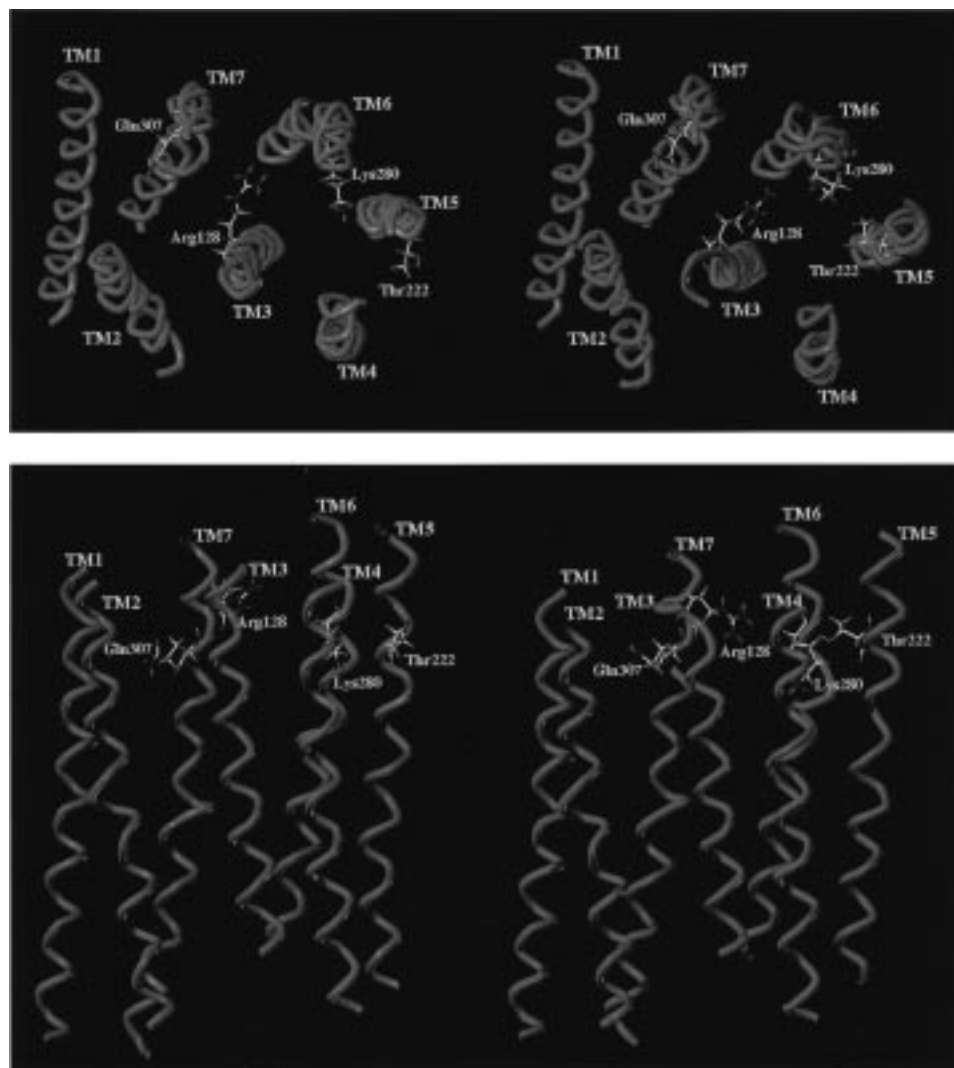 TM1
TM7
Gln307
TM6
Lys280
TM5
Arg128
Thr222
TM3
TM2
TM4
TM1
TM7
Gln307
TM6
Lys280
Arg128
Thr222
TM5
TM3
TM2
TM4
TM6
TM7
TM5
TM1
TM3
TM4
TM2
Arg128
Gln307
Thr222
Lys280
TM6
TM7
TM5
TM1
TM3
TM4
TM2
Thr222
Arg128
Gln307
Lys280